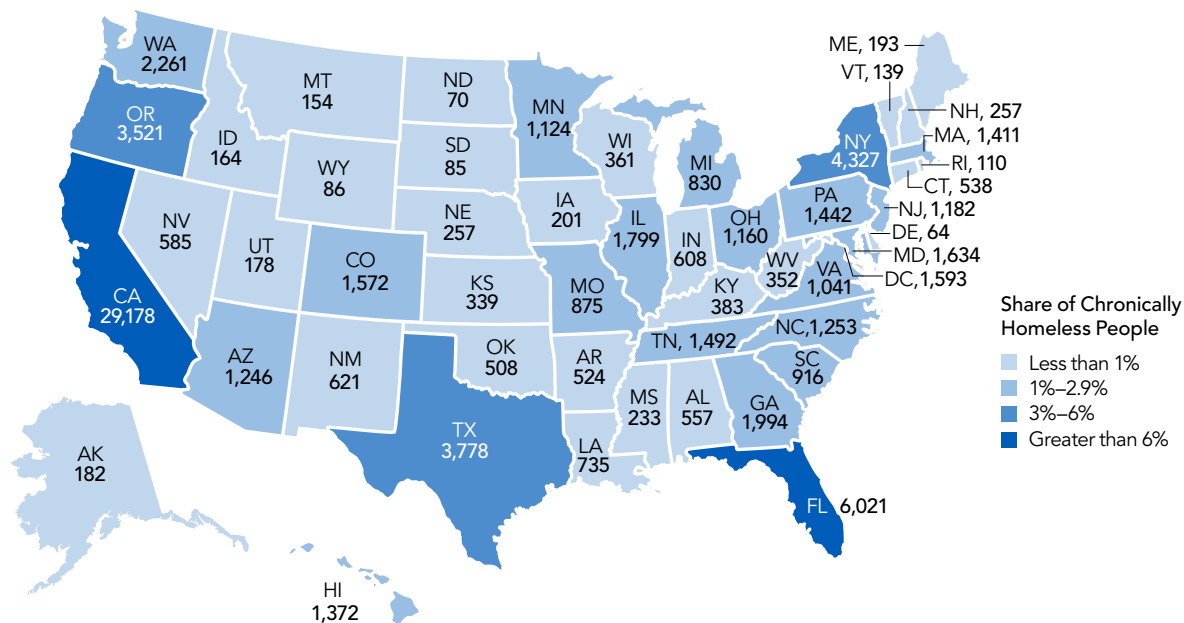 WA
2,261
OR
3,521
CA
29,178
ID
164
NV
585
MT
154
WY
86
UT
178
CO
1,572
AZ
1,246
NM
621
ND
70
SD
85
NE
257
KS
339
OK
508
TX
3,778
MN
1,124
IA
201
MO
875
AR
524
LA
735
WI
361
IL
1,799
MI
830
IN
608
OH
1,160
KY
383
TN, 1,492
MS
233
AL
557
GA
1,994
FL 6,021
SC
916
NC,1,253
VA
1,041
WV
352
PA
1,442
NY
4,327
ME, 193
VT, 139
NH, 257
MA, 1,411
RI, 110
CT, 538
NJ, 1,182
DE, 64
MD, 1,634
DC, 1,593
AK
182
HI
1,372
Share of Chronically
Homeless People
Less than 1%
1%–2.9%
3%–6%
Greater than 6%